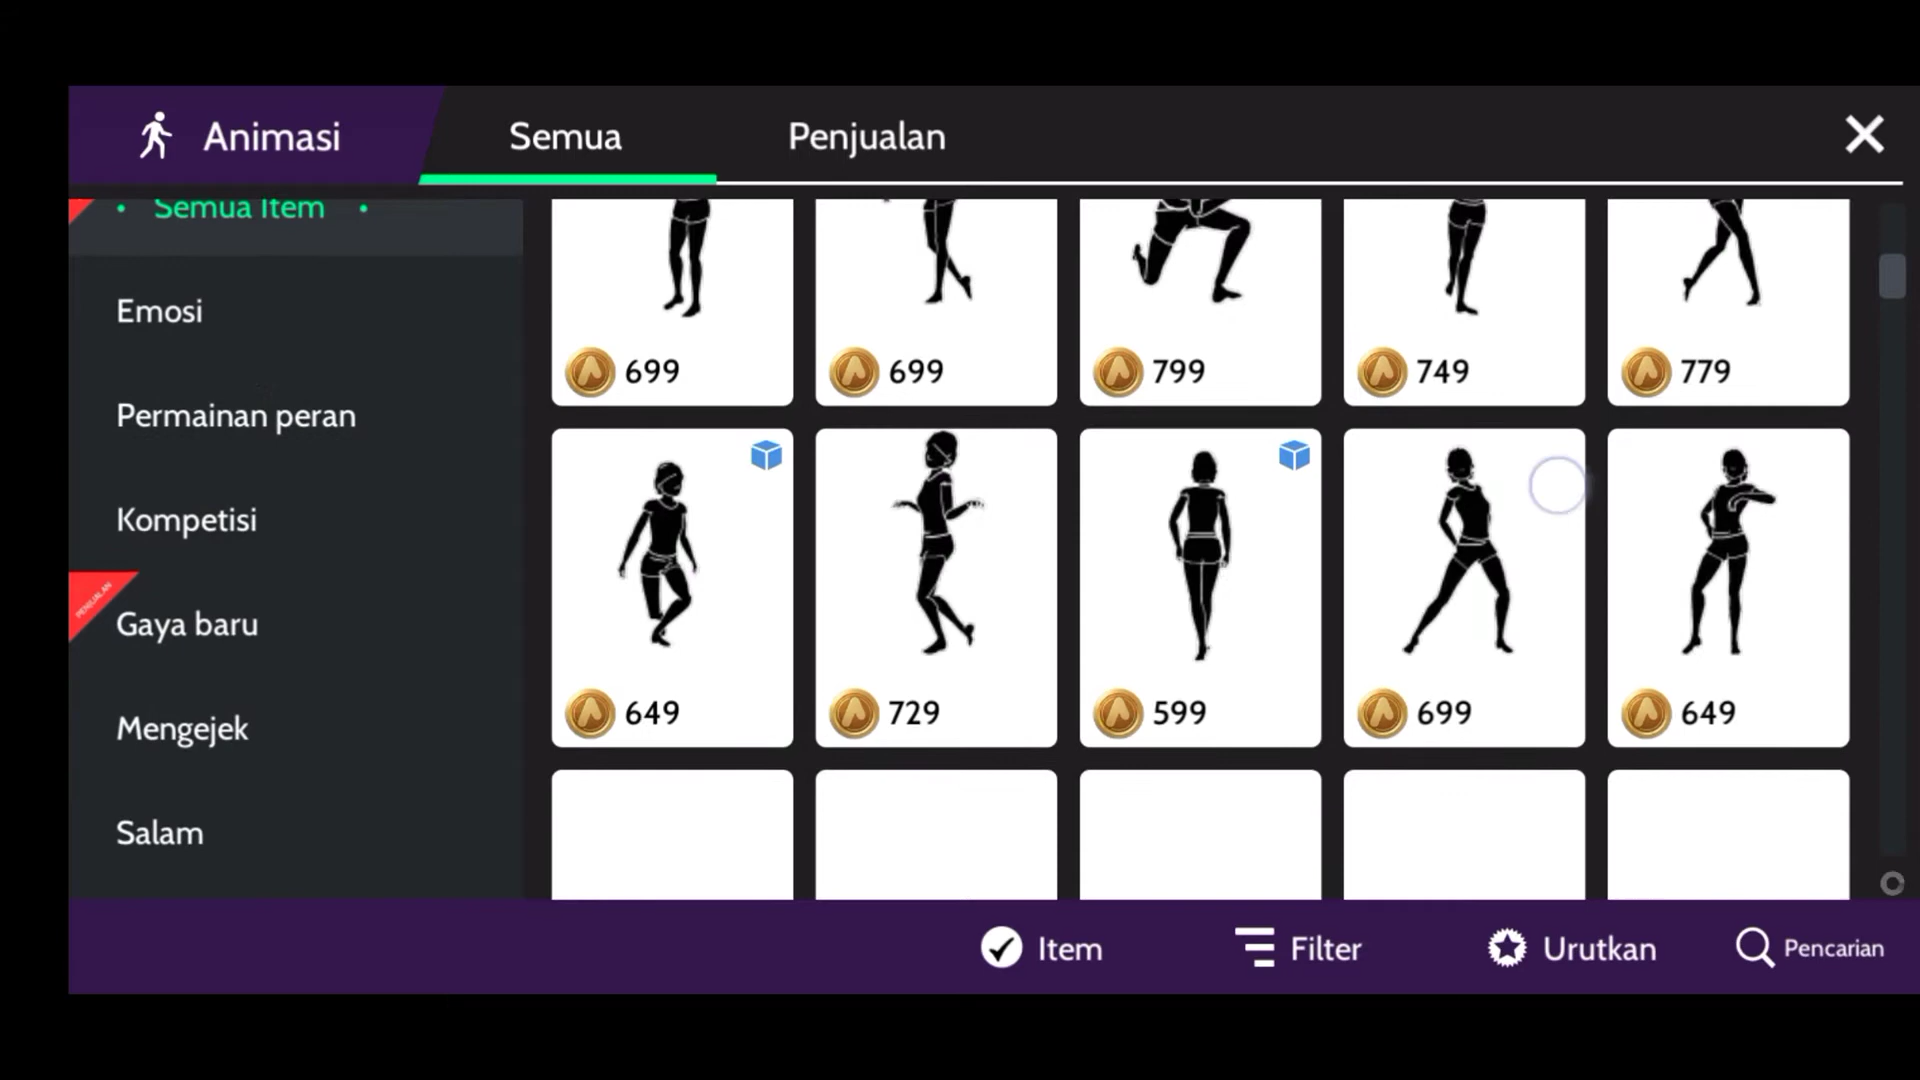 Animasi
Semua
Penjualan
Semua Item
Emosi
Permainan peran
Kompetisi
PENJUALAN
Gaya baru
Mengejek
Salam
699
699
799
749
779
649
729
599
699
649
Item
Filter
Urutkan
Pencarian